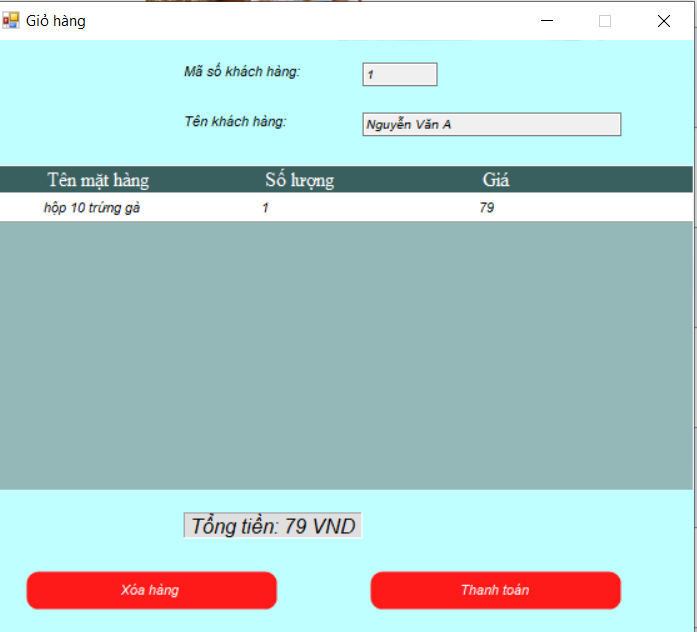 Giỏ hàng
Mã số khách hàng: 1
Tên khách hàng: Nguyễn Văn A
Tên mặt hàng Số lượng Giá
hộp 10 trứng gà 1 79
Tổng tiền: 79 VND
Xóa hàng Thanh toán